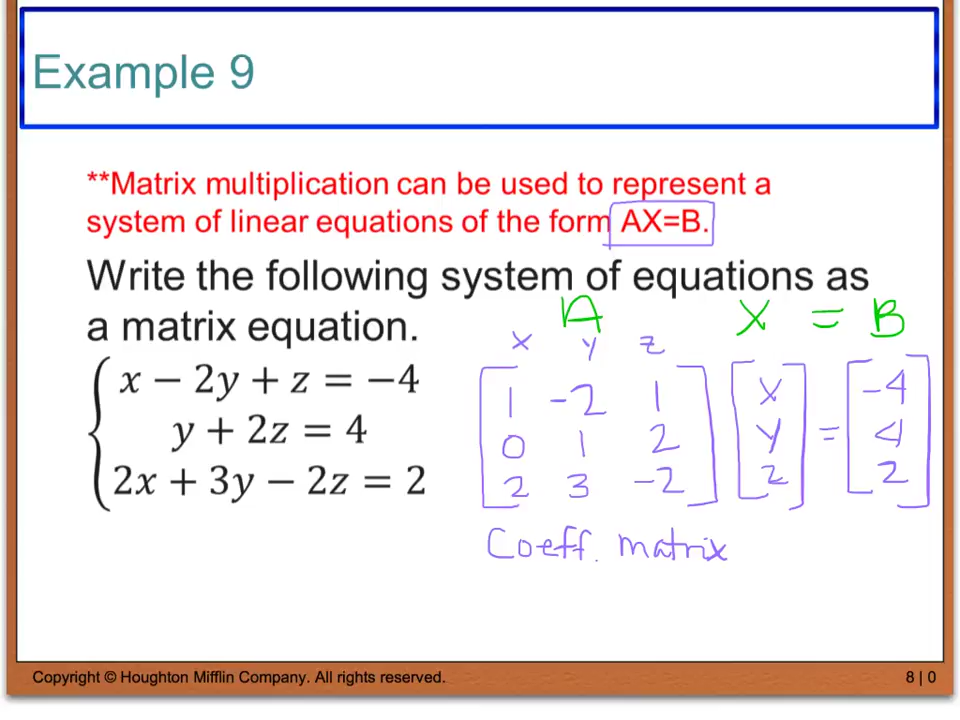 Example 9
**Matrix multiplication can be used to represent a
system of linear equations of the form AX=B.
Write the following system of equations as
a matrix equation.
A X = B
x y z
x − 2y + z = −4
y + 2z = 4
2x + 3y − 2z = 2
1 -2 1 x -4
0 1 2 y = 4
2 3 -2 z 2
Coeff. matrix
Copyright © Houghton Mifflin Company. All rights reserved.
8 | 0